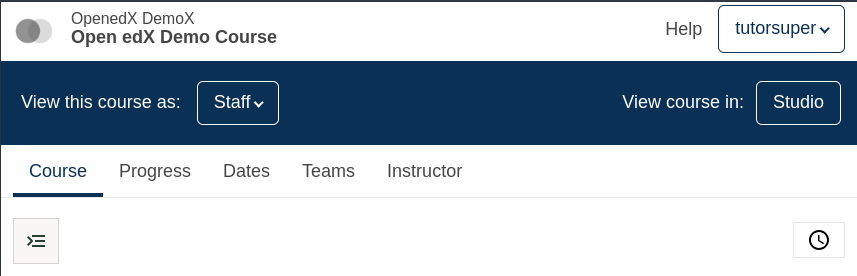 OpenedX DemoX
Open edX Demo Course
Help
tutorsuper
View this course as:
Staff
View course in:
Studio
Course
Progress
Dates
Teams
Instructor